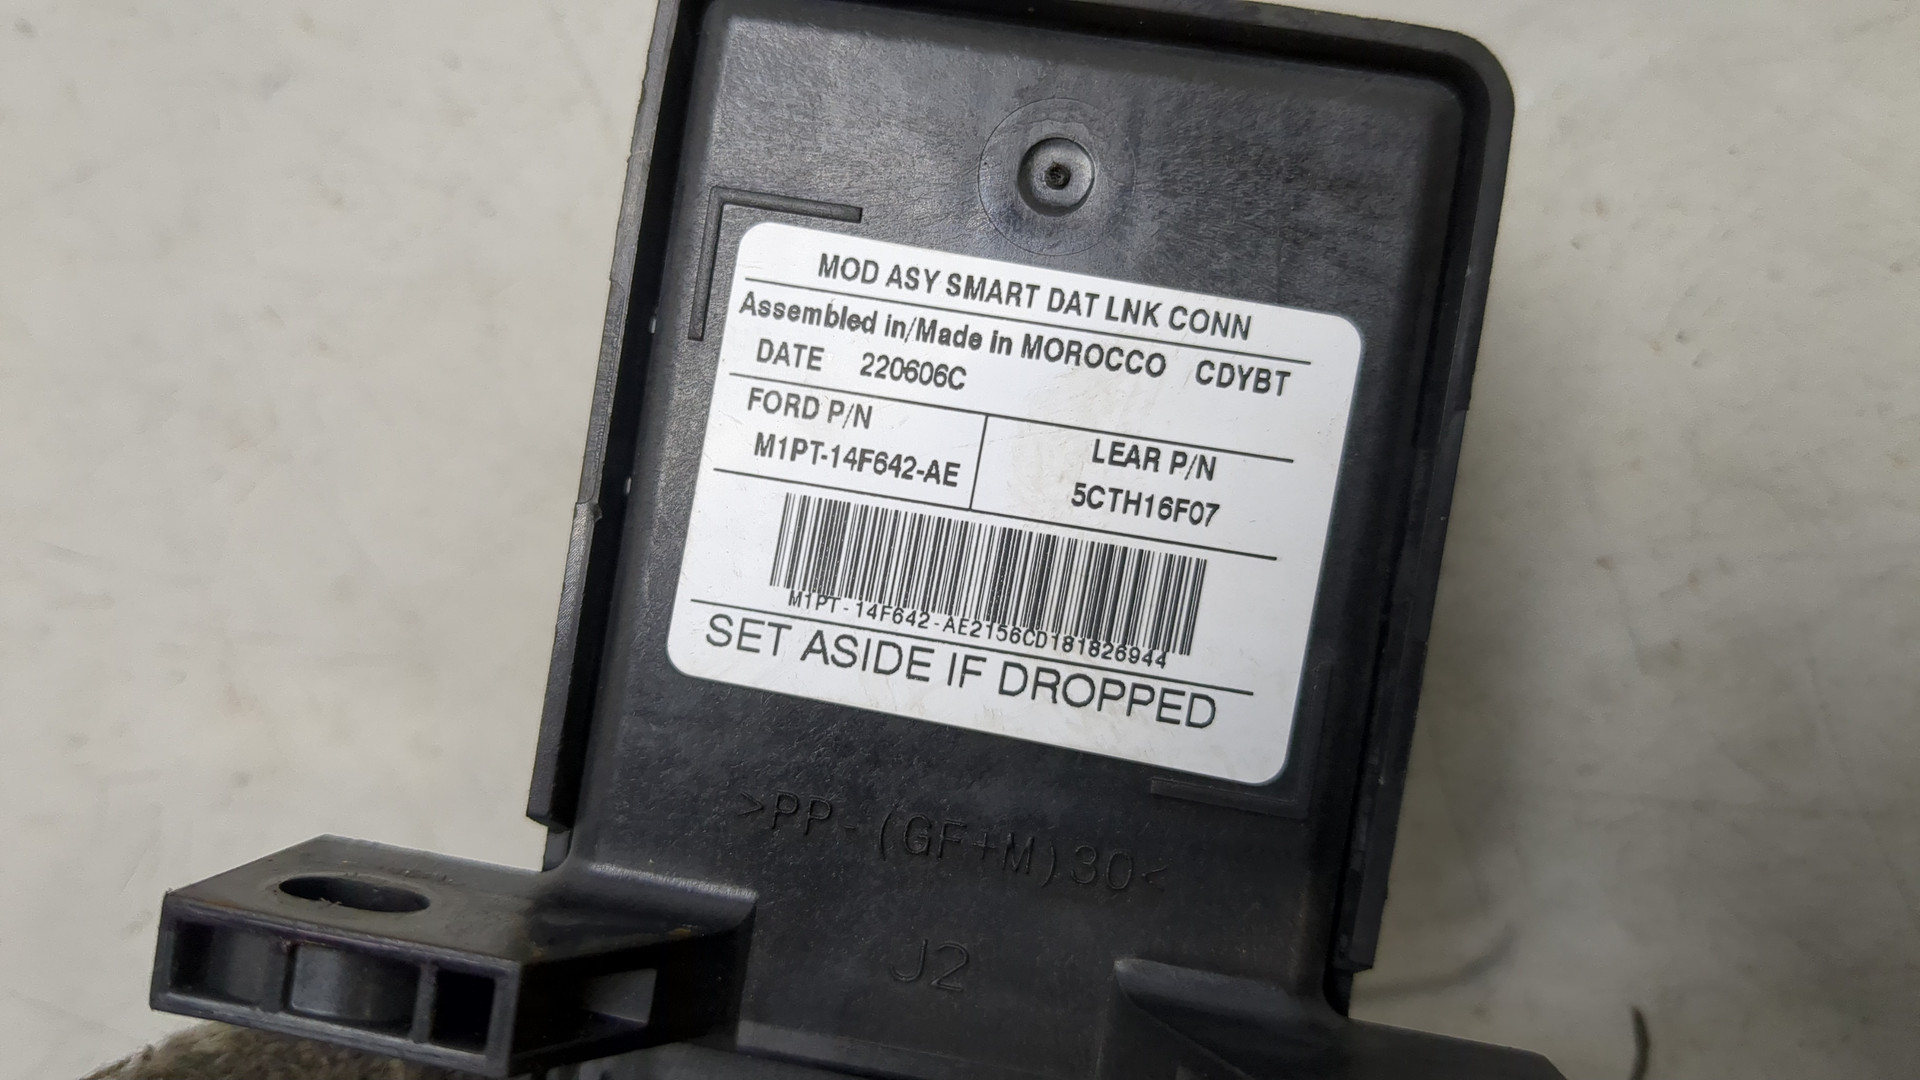 MOD ASY SMART DAT LNK CONN
Assembled in/Made in MOROCCO CDYBT
DATE 220606C
FORD P/N
M1PT-14F642-AE
LEAR P/N
5CTH16F07
M1PT-14F642-AE2156CD181826944
SET ASIDE IF DROPPED
>PP-(GF+M)30<
J2